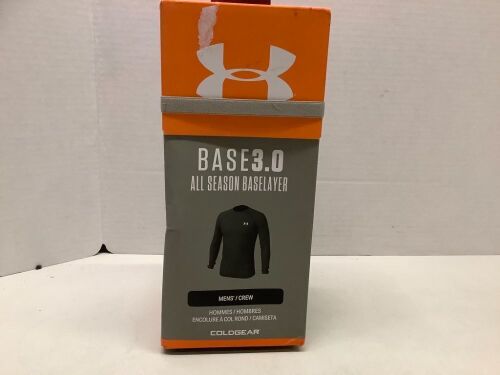 BASE3.0
ALL SEASON BASELAYER
MENS' / CREW
HOMMES / HOMBRES
ENCOLURE À COL ROND / CAMISETA
COLDGEAR